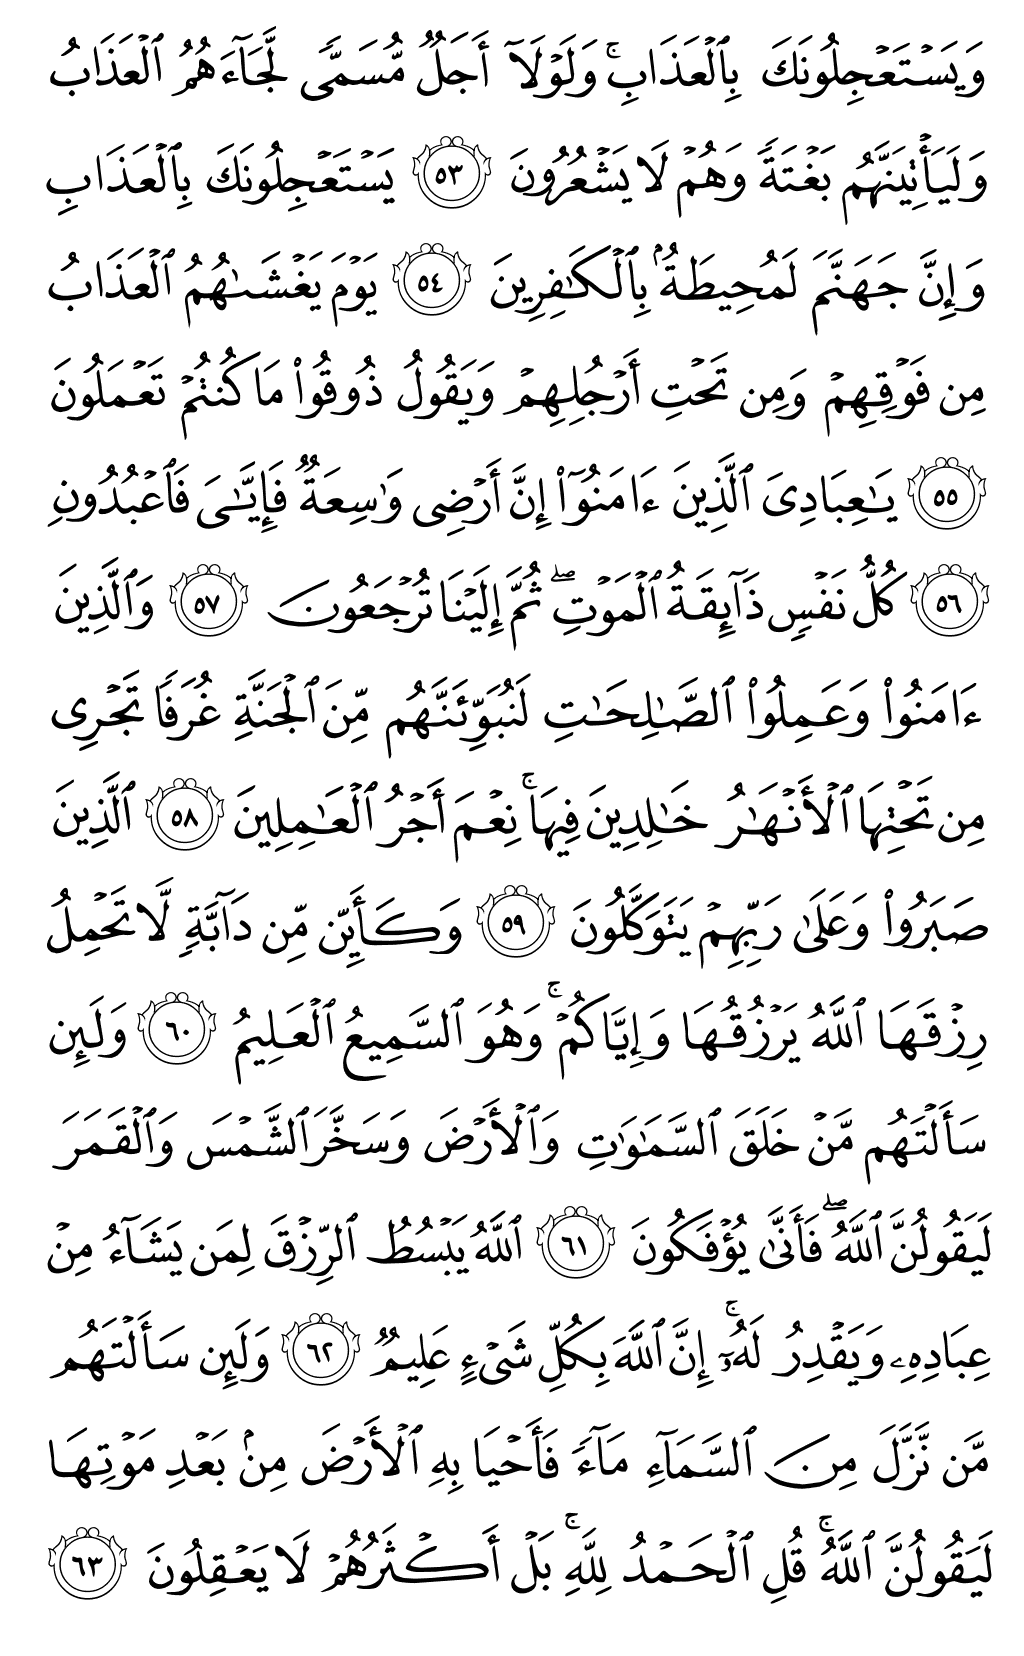 وَيَسۡتَعۡجِلُونَكَ بِٱلۡعَذَابِۚ وَلَوۡلَآ أَجَلٞ مُّسَمّٗى لَّجَآءَهُمُ ٱلۡعَذَابُ
وَلَيَأۡتِيَنَّهُم بَغۡتَةٗ وَهُمۡ لَا يَشۡعُرُونَ ٥٣ يَسۡتَعۡجِلُونَكَ بِٱلۡعَذَابِ
وَإِنَّ جَهَنَّمَ لَمُحِيطَةُۢ بِٱلۡكَٰفِرِينَ ٥٤ يَوۡمَ يَغۡشَىٰهُمُ ٱلۡعَذَابُ
مِن فَوۡقِهِمۡ وَمِن تَحۡتِ أَرۡجُلِهِمۡ وَيَقُولُ ذُوقُواْ مَا كُنتُمۡ تَعۡمَلُونَ
٥٥ يَٰعِبَادِيَ ٱلَّذِينَ ءَامَنُوٓاْ إِنَّ أَرۡضِي وَٰسِعَةٞ فَإِيَّٰيَ فَٱعۡبُدُونِ
٥٦ كُلُّ نَفۡسٖ ذَآئِقَةُ ٱلۡمَوۡتِۖ ثُمَّ إِلَيۡنَا تُرۡجَعُونَ ٥٧ وَٱلَّذِينَ
ءَامَنُواْ وَعَمِلُواْ ٱلصَّٰلِحَٰتِ لَنُبَوِّئَنَّهُم مِّنَ ٱلۡجَنَّةِ غُرَفٗا تَجۡرِي
مِن تَحۡتِهَا ٱلۡأَنۡهَٰرُ خَٰلِدِينَ فِيهَاۚ نِعۡمَ أَجۡرُ ٱلۡعَٰمِلِينَ ٥٨ ٱلَّذِينَ
صَبَرُواْ وَعَلَىٰ رَبِّهِمۡ يَتَوَكَّلُونَ ٥٩ وَكَأَيِّن مِّن دَآبَّةٖ لَّا تَحۡمِلُ
رِزۡقَهَا ٱللَّهُ يَرۡزُقُهَا وَإِيَّاكُمۡۚ وَهُوَ ٱلسَّمِيعُ ٱلۡعَلِيمُ ٦٠ وَلَئِن
سَأَلۡتَهُم مَّنۡ خَلَقَ ٱلسَّمَٰوَٰتِ وَٱلۡأَرۡضَ وَسَخَّرَ ٱلشَّمۡسَ وَٱلۡقَمَرَ
لَيَقُولُنَّ ٱللَّهُۖ فَأَنَّىٰ يُؤۡفَكُونَ ٦١ ٱللَّهُ يَبۡسُطُ ٱلرِّزۡقَ لِمَن يَشَآءُ مِنۡ
عِبَادِهِۦ وَيَقۡدِرُ لَهُۥٓۚ إِنَّ ٱللَّهَ بِكُلِّ شَيۡءٍ عَلِيمٞ ٦٢ وَلَئِن سَأَلۡتَهُم
مَّن نَّزَّلَ مِنَ ٱلسَّمَآءِ مَآءٗ فَأَحۡيَا بِهِ ٱلۡأَرۡضَ مِنۢ بَعۡدِ مَوۡتِهَا
لَيَقُولُنَّ ٱللَّهُۚ قُلِ ٱلۡحَمۡدُ لِلَّهِۚ بَلۡ أَكۡثَرُهُمۡ لَا يَعۡقِلُونَ ٦٣